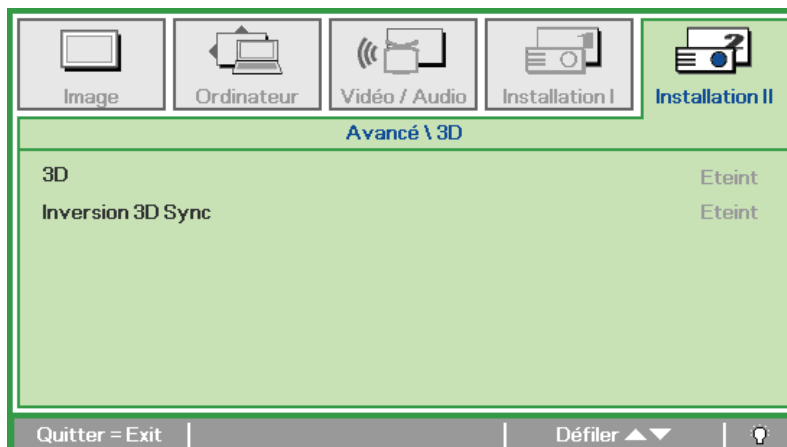 Image
Ordinateur
Vidéo / Audio
Installation I
Installation II
Avancé \ 3D
3D Eteint
Inversion 3D Sync Eteint
Quitter = Exit Défiler ▲▼